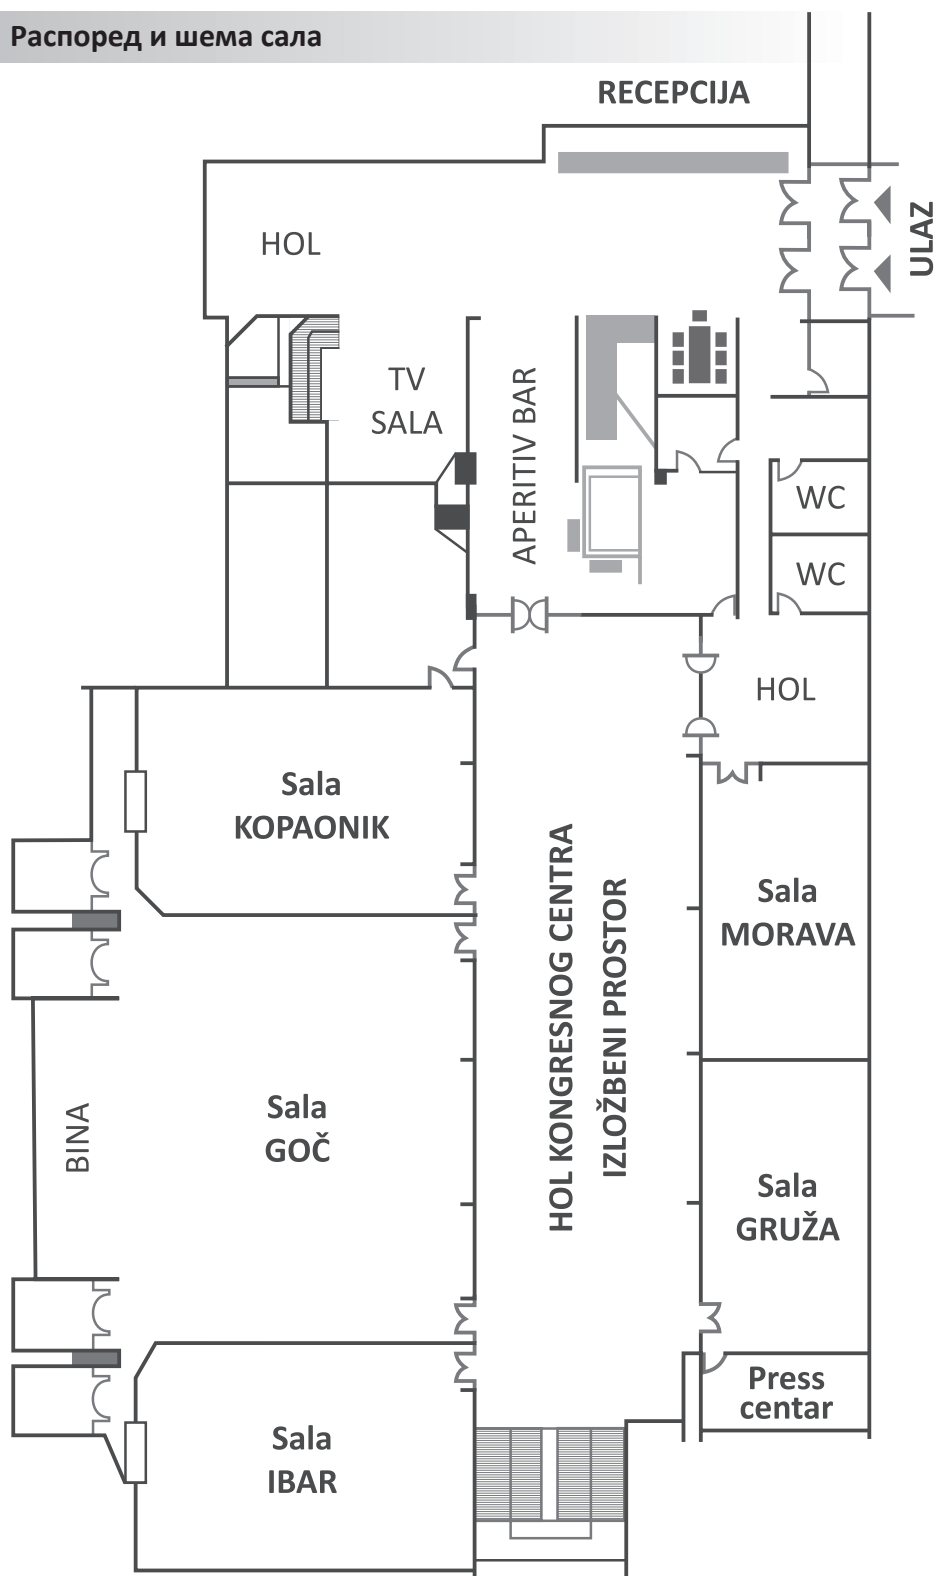 Распоред и шема сала
RECEPCIJA
ULAZ
HOL
TV
SALA
APERITIV BAR
WC
WC
HOL
Sala
KOPAONIK
HOL KONGRESNOG CENTRA
IZLOŽBENI PROSTOR
Sala
MORAVA
BINA
Sala
GOČ
Sala
GRUŽA
Press
centar
Sala
IBAR